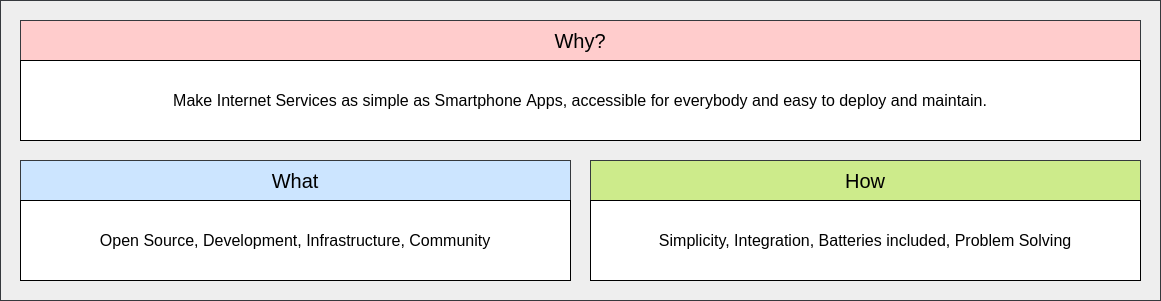 Why?
Make Internet Services as simple as Smartphone Apps, accessible for everybody and easy to deploy and maintain.
What
Open Source, Development, Infrastructure, Community
How
Simplicity, Integration, Batteries included, Problem Solving